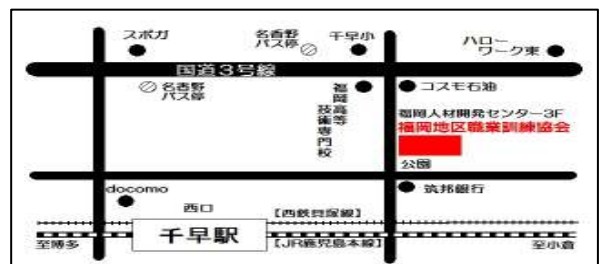 スポガ
名香野
バス停
千早小
ハロー
ワーク東
国道3号線
名香野
バス停
福岡高等
技術専門校
コスモ石油
福岡人材開発センター3F
福岡地区職業訓練協会
公園
docomo
筑邦銀行
西口
【西鉄貝塚線】
千早駅
至博多
【JR鹿児島本線】
至小倉